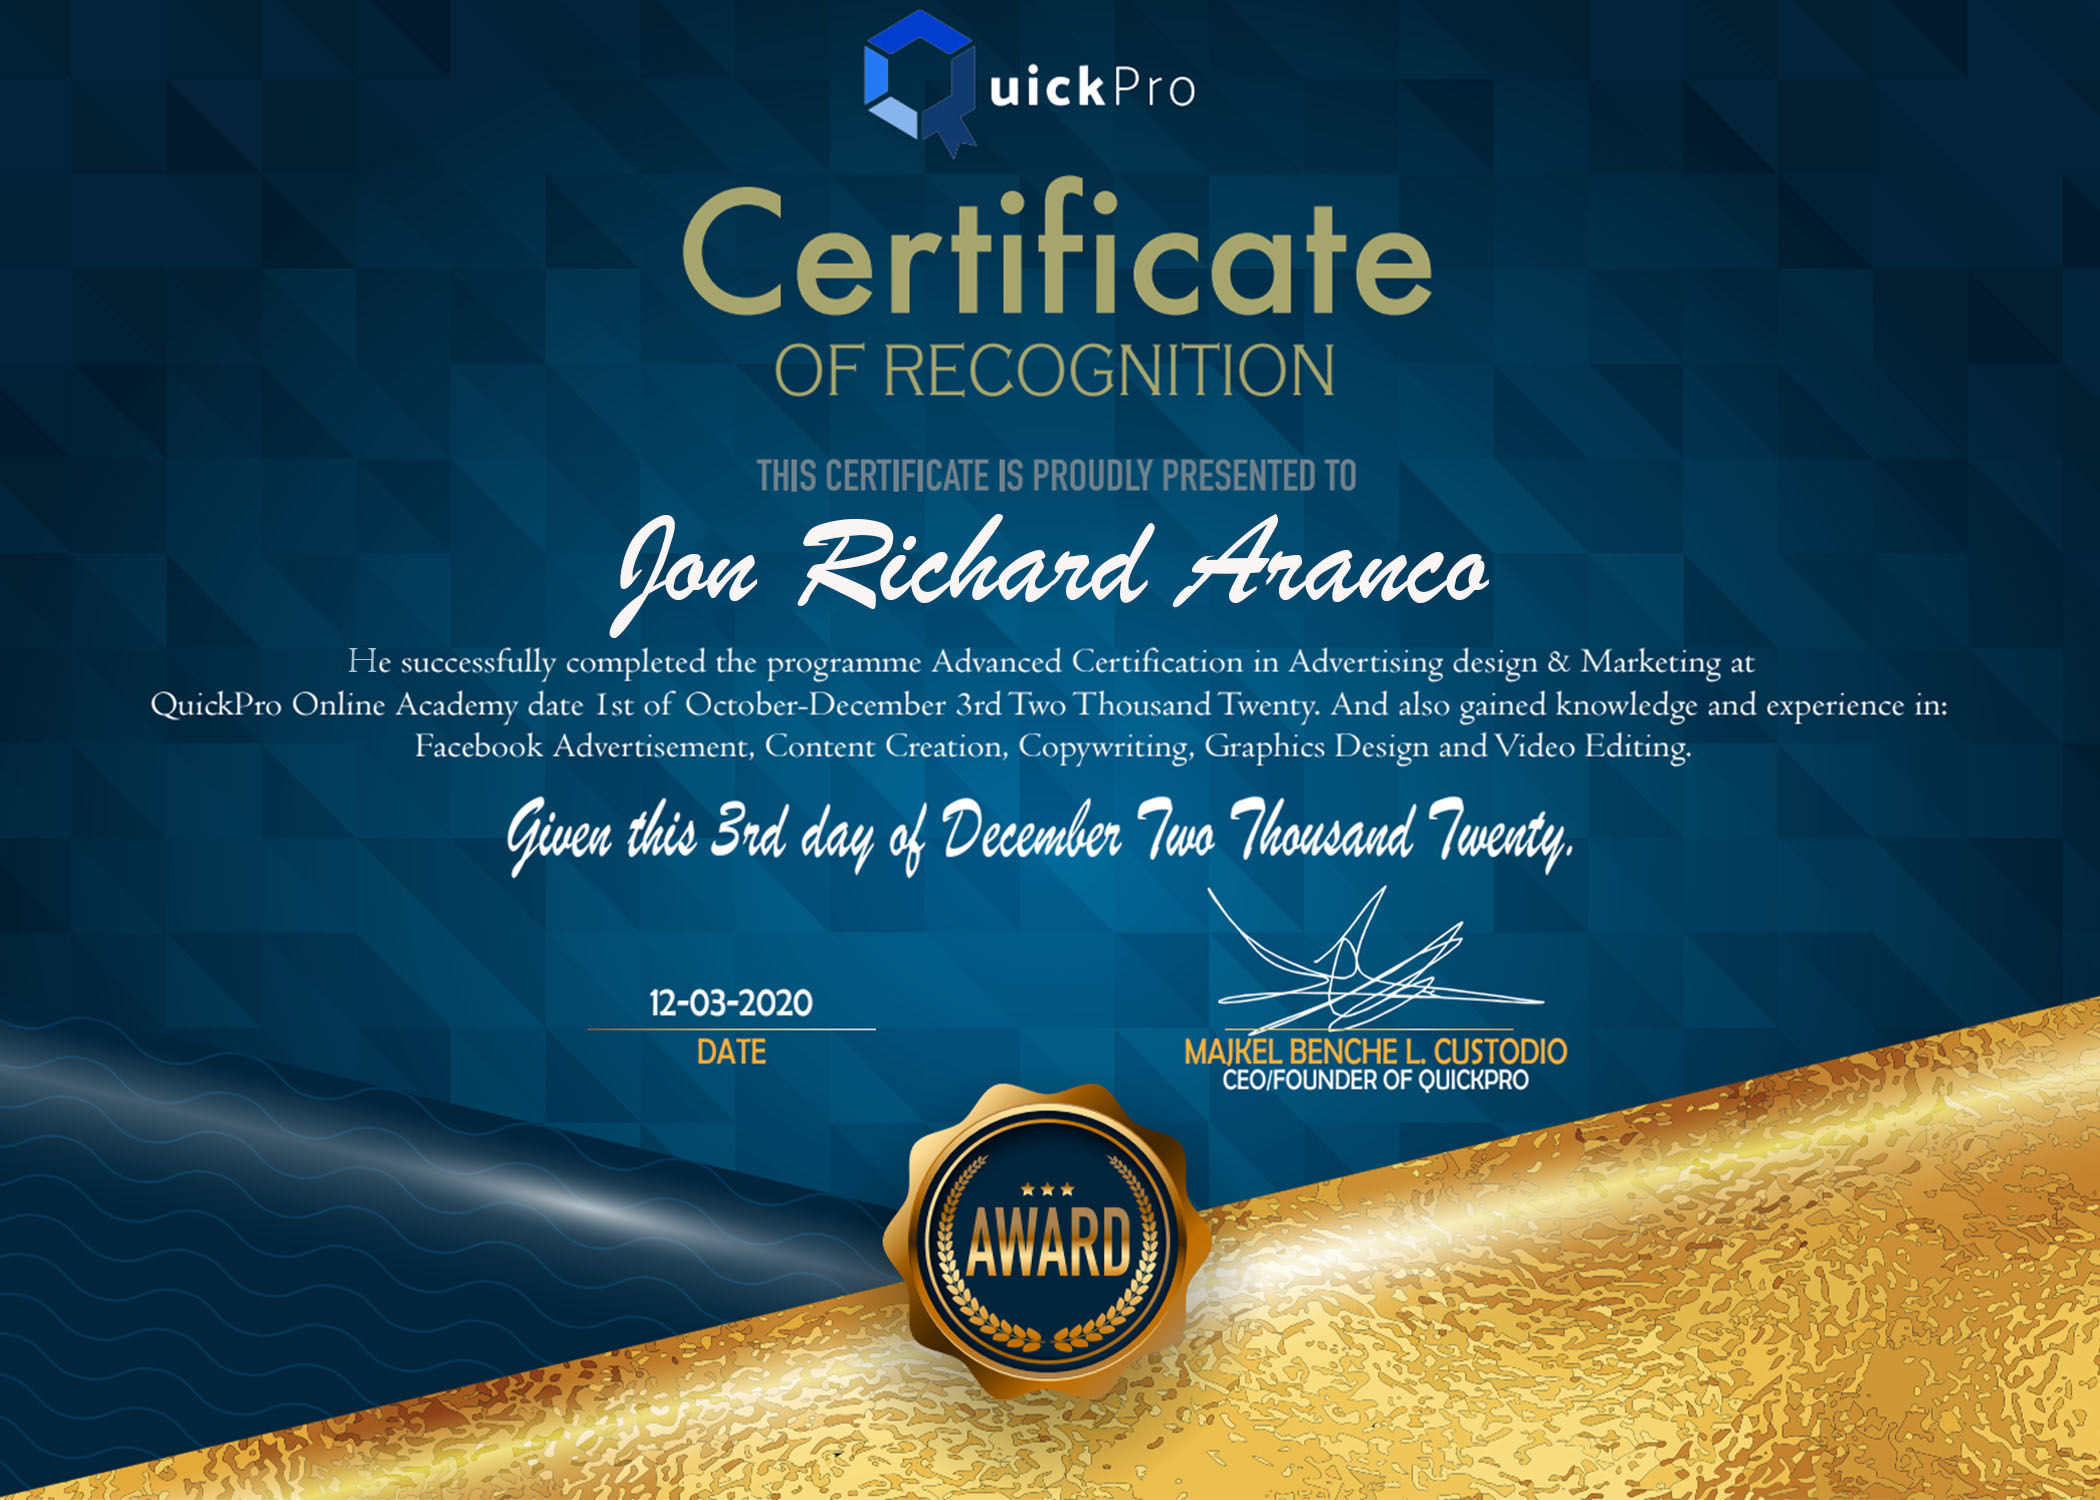 QuickPro
Certificate
OF RECOGNITION
THIS CERTIFICATE IS PROUDLY PRESENTED TO
Jon Richard Aranco
He successfully completed the programme Advanced Certification in Advertising design & Marketing at
QuickPro Online Academy date 1st of October-December 3rd Two Thousand Twenty. And also gained knowledge and experience in:
Facebook Advertisement, Content Creation, Copywriting, Graphics Design and Video Editing.
Given this 3rd day of December Two Thousand Twenty.
12-03-2020
DATE
MAJKEL BENCHE L. CUSTODIO
CEO/FOUNDER OF QUICKPRO
AWARD